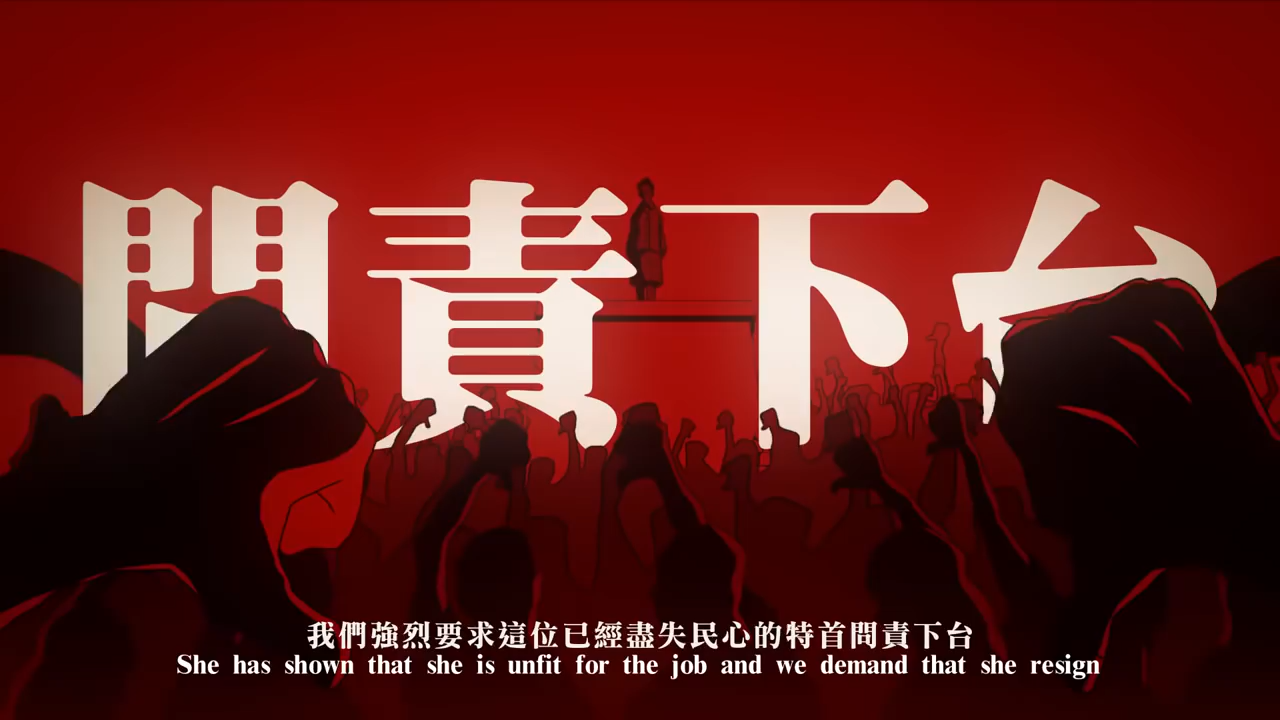 問責下台
我們強烈要求這位已經盡失民心的特首問責下台
She has shown that she is unfit for the job and we demand that she resign